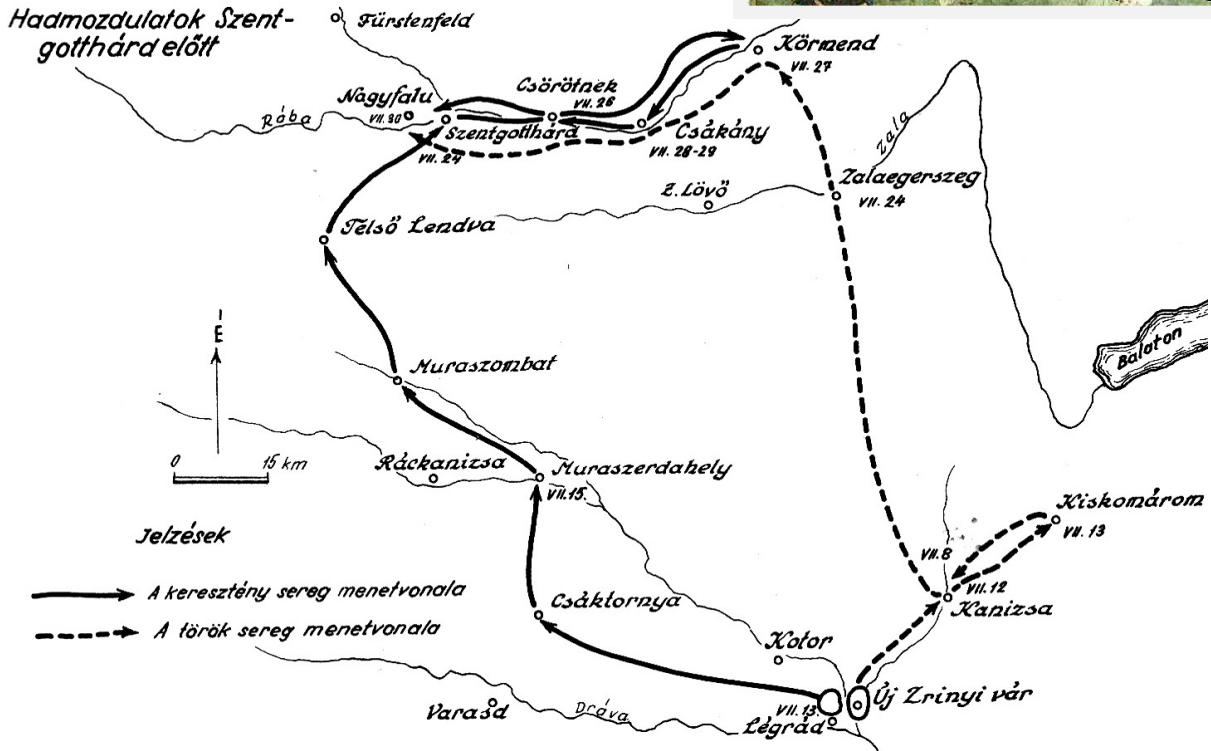 Hadmozdulatok Szent-
gotthárd előtt
Fürstenfeld
Körmend
VII. 27
Csörötnek
VII. 26
Nagyfalu
VII. 30
Rába
Szentgotthárd
VII. 24
Csákány
VII. 28-29
Zala
Zalaegerszeg
VII. 24
Z. Lövő
Felső Lendva
É
Balaton
Muraszombat
0 15 km
Ráckanizsa
Muraszerdahely
VII. 15.
Kiskomárom
VII. 13
VII. 8
VII. 12
Kanizsa
Jelzések
A keresztény sereg menetvonala
A török sereg menetvonala
Csáktornya
Kotor
Új Zrinyi vár
VII. 13.
Légrád
Varasd
Dráva